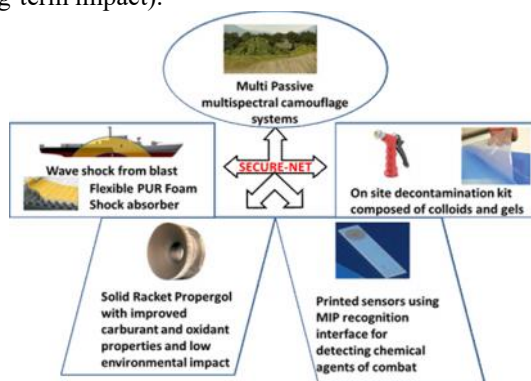 g-term impact).
Multi Passive
multispectral camouflage
systems
Wave shock from blast
Flexible PUR Foam
Shock absorber
SECURE-NET
On site decontamination kit
composed of colloids and gels
Solid Racket Propergol
with improved
carburant and oxidant
properties and low
environmental impact
Printed sensors using
MIP recognition
interface for
detecting chemical
agents of combat